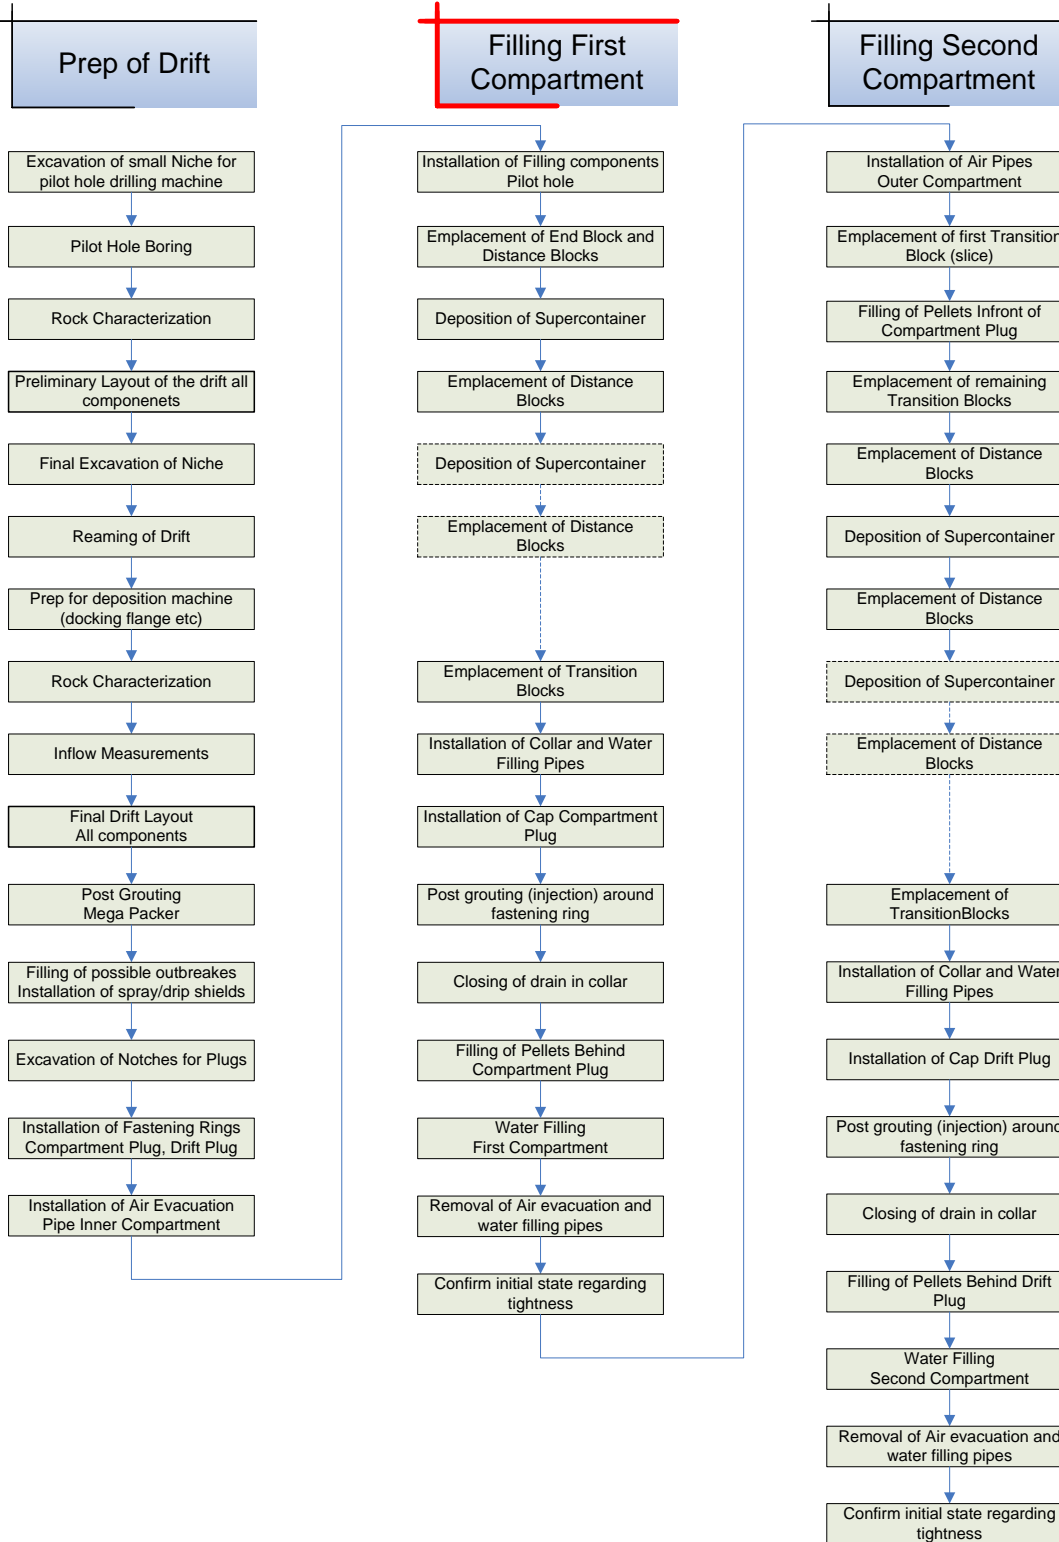 Prep of Drift
Excavation of small Niche for
pilot hole drilling machine
Pilot Hole Boring
Rock Characterization
Preliminary Layout of the drift all
componenets
Final Excavation of Niche
Reaming of Drift
Prep for deposition machine
(docking flange etc)
Rock Characterization
Inflow Measurements
Final Drift Layout
All components
Post Grouting
Mega Packer
Filling of possible outbreakes
Installation of spray/drip shields
Excavation of Notches for Plugs
Installation of Fastening Rings
Compartment Plug, Drift Plug
Installation of Air Evacuation
Pipe Inner Compartment
Filling First
Compartment
Installation of Filling components
Pilot hole
Emplacement of End Block and
Distance Blocks
Deposition of Supercontainer
Emplacement of Distance
Blocks
Deposition of Supercontainer
Emplacement of Distance
Blocks
Emplacement of Transition
Blocks
Installation of Collar and Water
Filling Pipes
Installation of Cap Compartment
Plug
Post grouting (injection) around
fastening ring
Closing of drain in collar
Filling of Pellets Behind
Compartment Plug
Water Filling
First Compartment
Removal of Air evacuation and
water filling pipes
Confirm initial state regarding
tightness
Filling Second
Compartment
Installation of Air Pipes
Outer Compartment
Emplacement of first Transition
Block (slice)
Filling of Pellets Infront of
Compartment Plug
Emplacement of remaining
Transition Blocks
Emplacement of Distance
Blocks
Deposition of Supercontainer
Emplacement of Distance
Blocks
Deposition of Supercontainer
Emplacement of Distance
Blocks
Emplacement of
TransitionBlocks
Installation of Collar and Water
Filling Pipes
Installation of Cap Drift Plug
Post grouting (injection) around
fastening ring
Closing of drain in collar
Filling of Pellets Behind Drift
Plug
Water Filling
Second Compartment
Removal of Air evacuation and
water filling pipes
Confirm initial state regarding
tightness